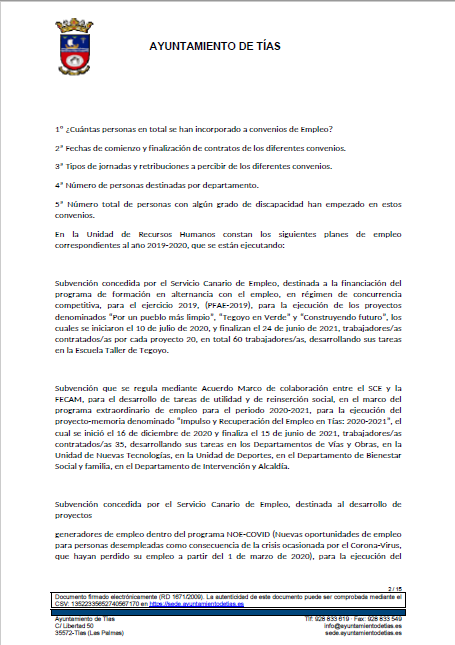 AYUNTAMIENTO DE TÍAS
1º ¿Cuántas personas en total se han incorporado a convenios de Empleo?
2º Fechas de comienzo y finalización de contratos de los diferentes convenios.
3º Tipos de jornadas y retribuciones a percibir de los diferentes convenios.
4º Número de personas destinadas por departamento.
5º Número total de personas con algún grado de discapacidad han empezado en estos
convenios.
En la Unidad de Recursos Humanos constan los siguientes planes de empleo
correspondientes al año 2019-2020, que se están ejecutando:
Subvención concedida por el Servicio Canario de Empleo, destinada a la financiación del
programa de formación en alternancia con el empleo, en régimen de concurrencia
competitiva, para el ejercicio 2019, (PFAE-2019), para la ejecución de los proyectos
denominados "Por un pueblo más limpio", "Tegoyo en Verde" y "Construyendo futuro", los
cuales se iniciaron el 10 de julio de 2020, y finalizan el 24 de junio de 2021, trabajadores/as
contratados/as por cada proyecto 20, en total 60 trabajadores/as, desarrollando sus tareas
en la Escuela Taller de Tegoyo.
Subvención que se regula mediante Acuerdo Marco de colaboración entre el SCE y la
FECAM, para el desarrollo de tareas de utilidad y de reinserción social, en el marco del
programa extraordinario de empleo para el periodo 2020-2021, para la ejecución del
proyecto-memoria denominado "Impulso y Recuperación del Empleo en Tías: 2020-2021", el
cual se inició el 16 de diciembre de 2020 y finaliza el 15 de junio de 2021, trabajadores/as
contratados/as 35, desarrollando sus tareas en los Departamentos de Vías y Obras, en la
Unidad de Nuevas Tecnologías, en la Unidad de Deportes, en el Departamento de Bienestar
Social y familia, en el Departamento de Intervención y Alcaldía.
Subvención concedida por el Servicio Canario de Empleo, destinada al desarrollo de
proyectos
generadores de empleo dentro del programa NOE-COVID (Nuevas oportunidades de empleo
para personas desempleadas como consecuencia de la crisis ocasionada por el Corona-Virus,
que hayan perdido su empleo a partir del 1 de marzo de 2020), para la ejecución del
2 / 15
Documento firmado electrónicamente (RD 1671/2009). La autenticidad de este documento puede ser comprobada mediante el
CSV: 13522335652740567170 en https://sede.ayuntamientodetias.es
Ayuntamiento de Tías
C/ Libertad 50
35572-Tías (Las Palmas)
Tlf: 928 833 619 · Fax: 928 833 549
info@ayuntamientodetias.es
sede.ayuntamientodetias.es